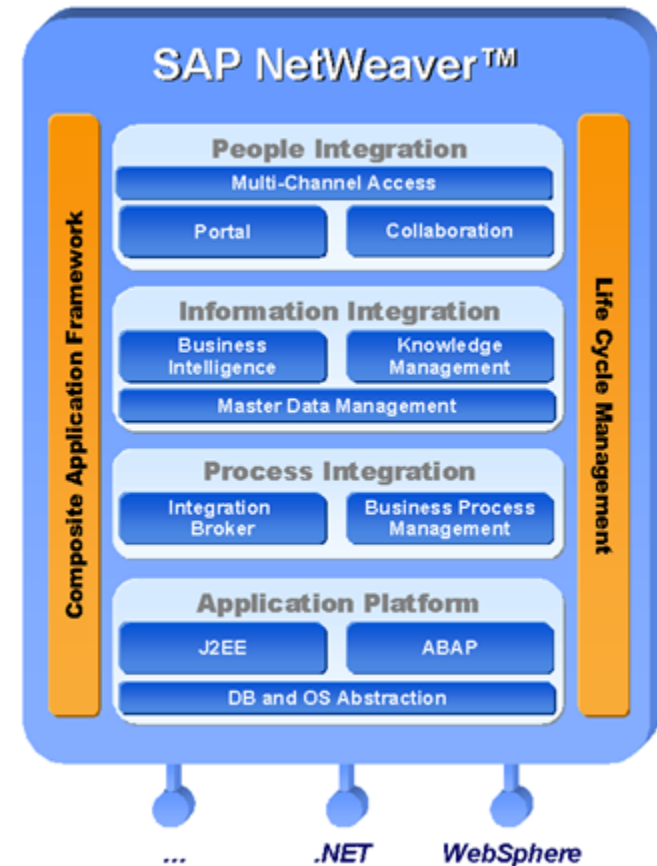 SAP NetWeaver™
Composite Application Framework
People Integration
Multi-Channel Access
Portal
Collaboration
Information Integration
Business
Intelligence
Knowledge
Management
Master Data Management
Process Integration
Integration
Broker
Business Process
Management
Application Platform
J2EE
ABAP
DB and OS Abstraction
Life Cycle Management
...
.NET
WebSphere